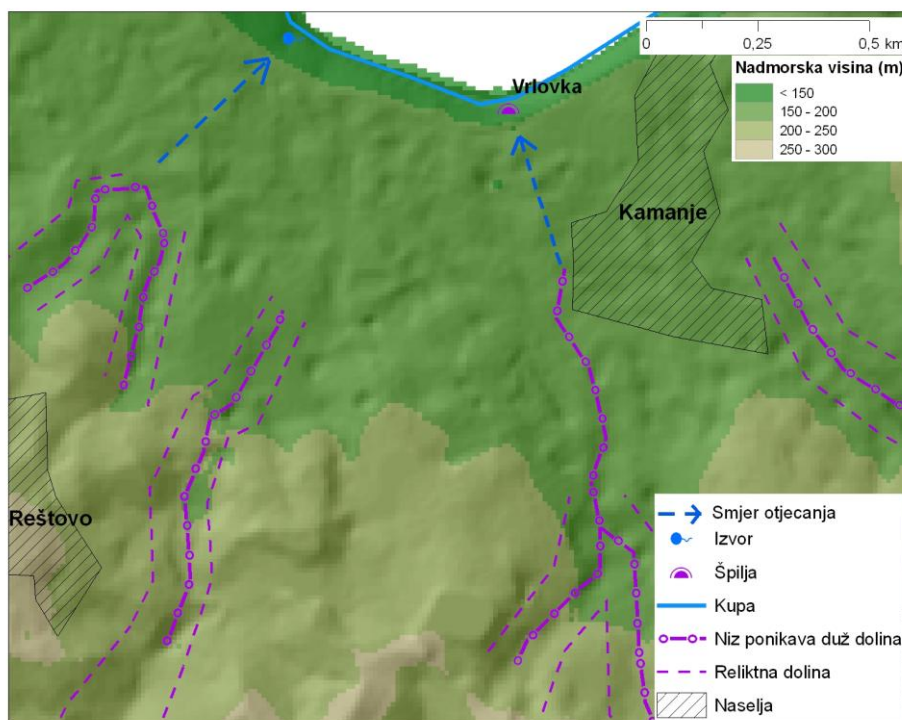 0 0,25 0,5 km
Nadmorska visina (m)
< 150
150 - 200
200 - 250
250 - 300
Vrlovka
Kamanje
Reštovo
Smjer otjecanja
Izvor
Špilja
Kupa
Niz ponikava duž dolina
Reliktna dolina
Naselja